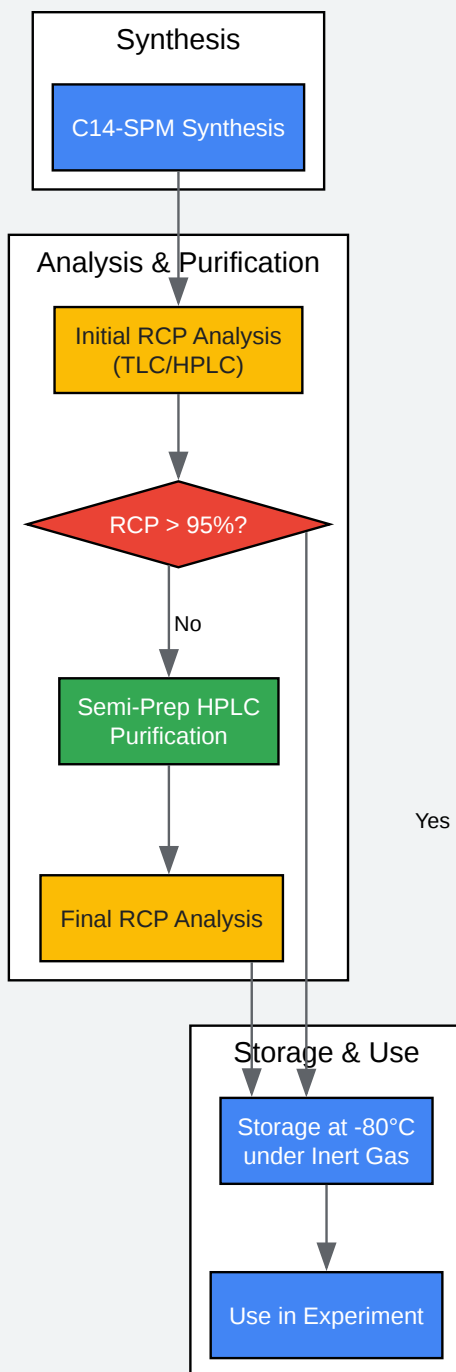 Synthesis
C14-SPM Synthesis
Analysis & Purification
Initial RCP Analysis
(TLC/HPLC)
RCP > 95%?
No
Semi-Prep HPLC
Purification
Yes
Final RCP Analysis
Storage & Use
Storage at -80°C
under Inert Gas
Use in Experiment